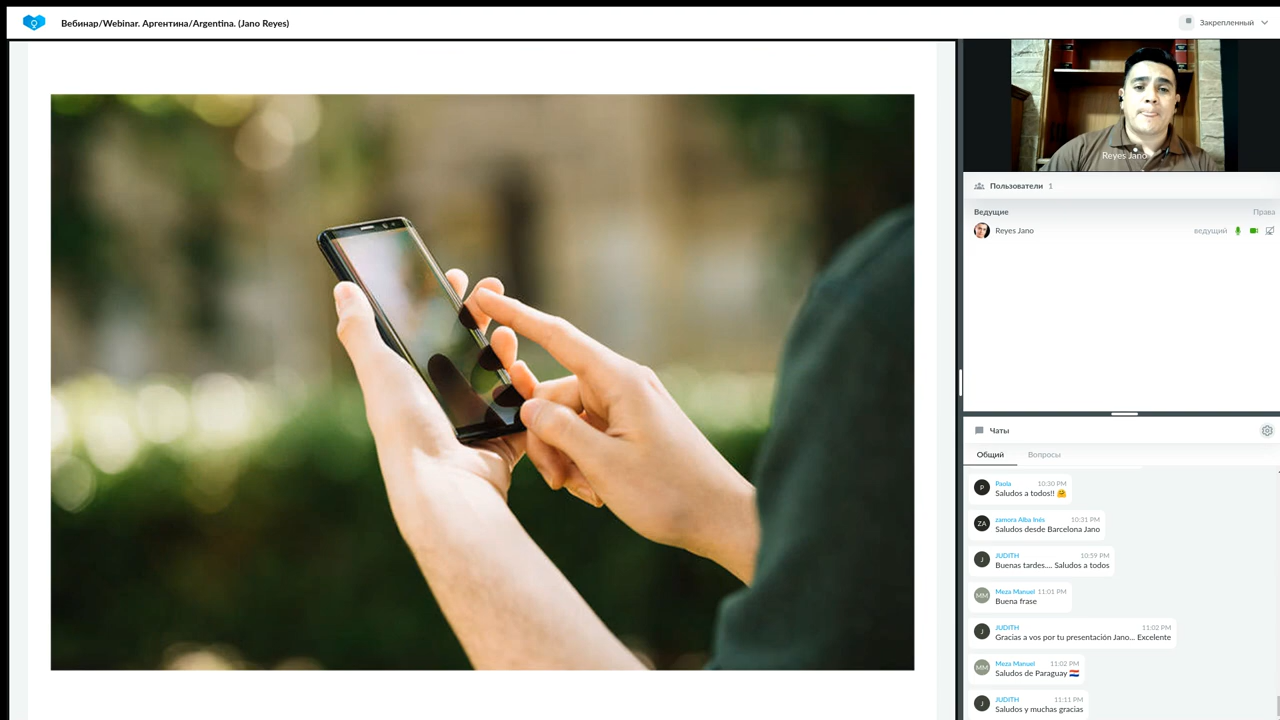 Вебинар/Webinar. Аргентина/Argentina. (Jano Reyes)
Закрепленный
Reyes Jano
Пользователи 1
Ведущие Права
Reyes Jano ведущий
Чаты
Общий Вопросы
P Paola 10:30 PM
Saludos a todos!! 🤗
ZA zamora Alba Inés 10:31 PM
Saludos desde Barcelona Jano
J JUDITH 10:59 PM
Buenas tardes.... Saludos a todos
MM Meza Manuel 11:01 PM
Buena frase
J JUDITH 11:02 PM
Gracias a vos por tu presentación Jano... Excelente
MM Meza Manuel 11:02 PM
Saludos de Paraguay 🇵🇾
J JUDITH 11:11 PM
Saludos y muchas gracias